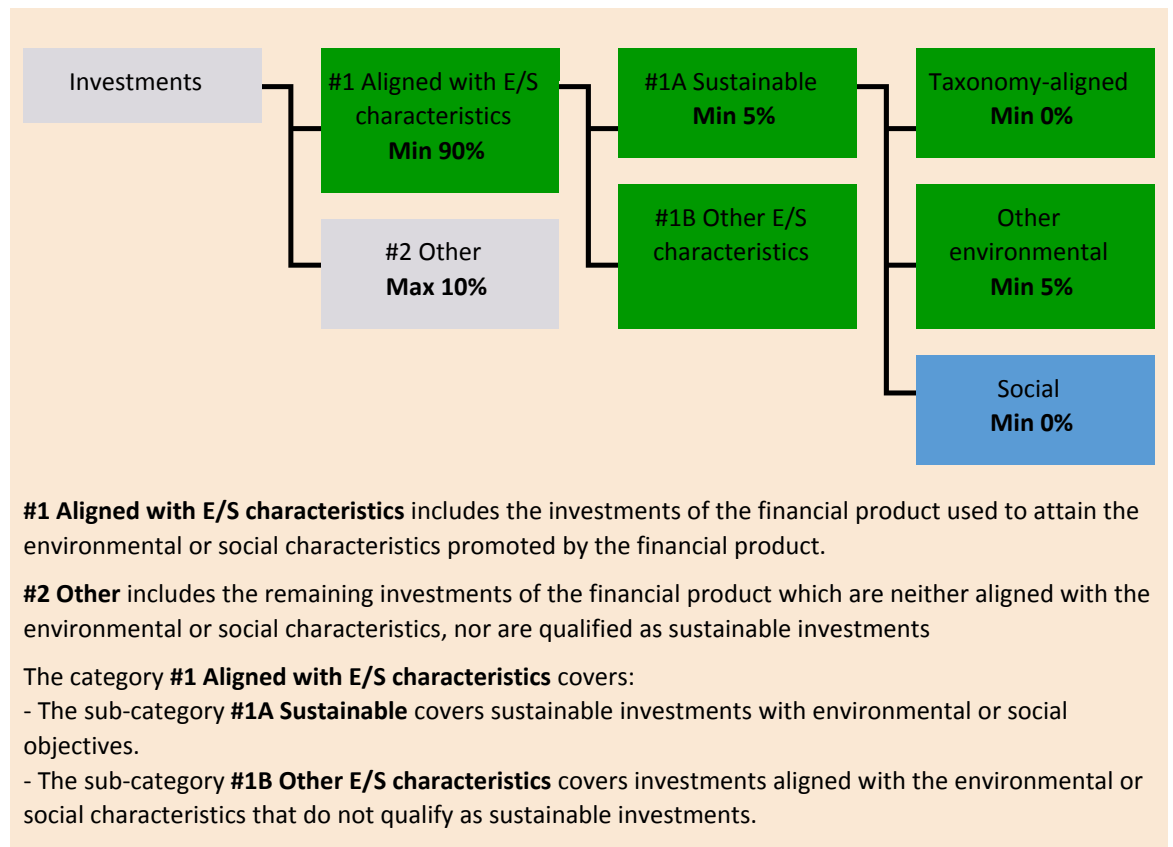 Investments
#1 Aligned with E/S
characteristics
Min 90%
#2 Other
Max 10%
#1A Sustainable
Min 5%
#1B Other E/S
characteristics
Taxonomy-aligned
Min 0%
Other
environmental
Min 5%
Social
Min 0%
#1 Aligned with E/S characteristics includes the investments of the financial product used to attain the
environmental or social characteristics promoted by the financial product.
#2 Other includes the remaining investments of the financial product which are neither aligned with the
environmental or social characteristics, nor are qualified as sustainable investments
The category #1 Aligned with E/S characteristics covers:
- The sub-category #1A Sustainable covers sustainable investments with environmental or social
objectives.
- The sub-category #1B Other E/S characteristics covers investments aligned with the environmental or
social characteristics that do not qualify as sustainable investments.